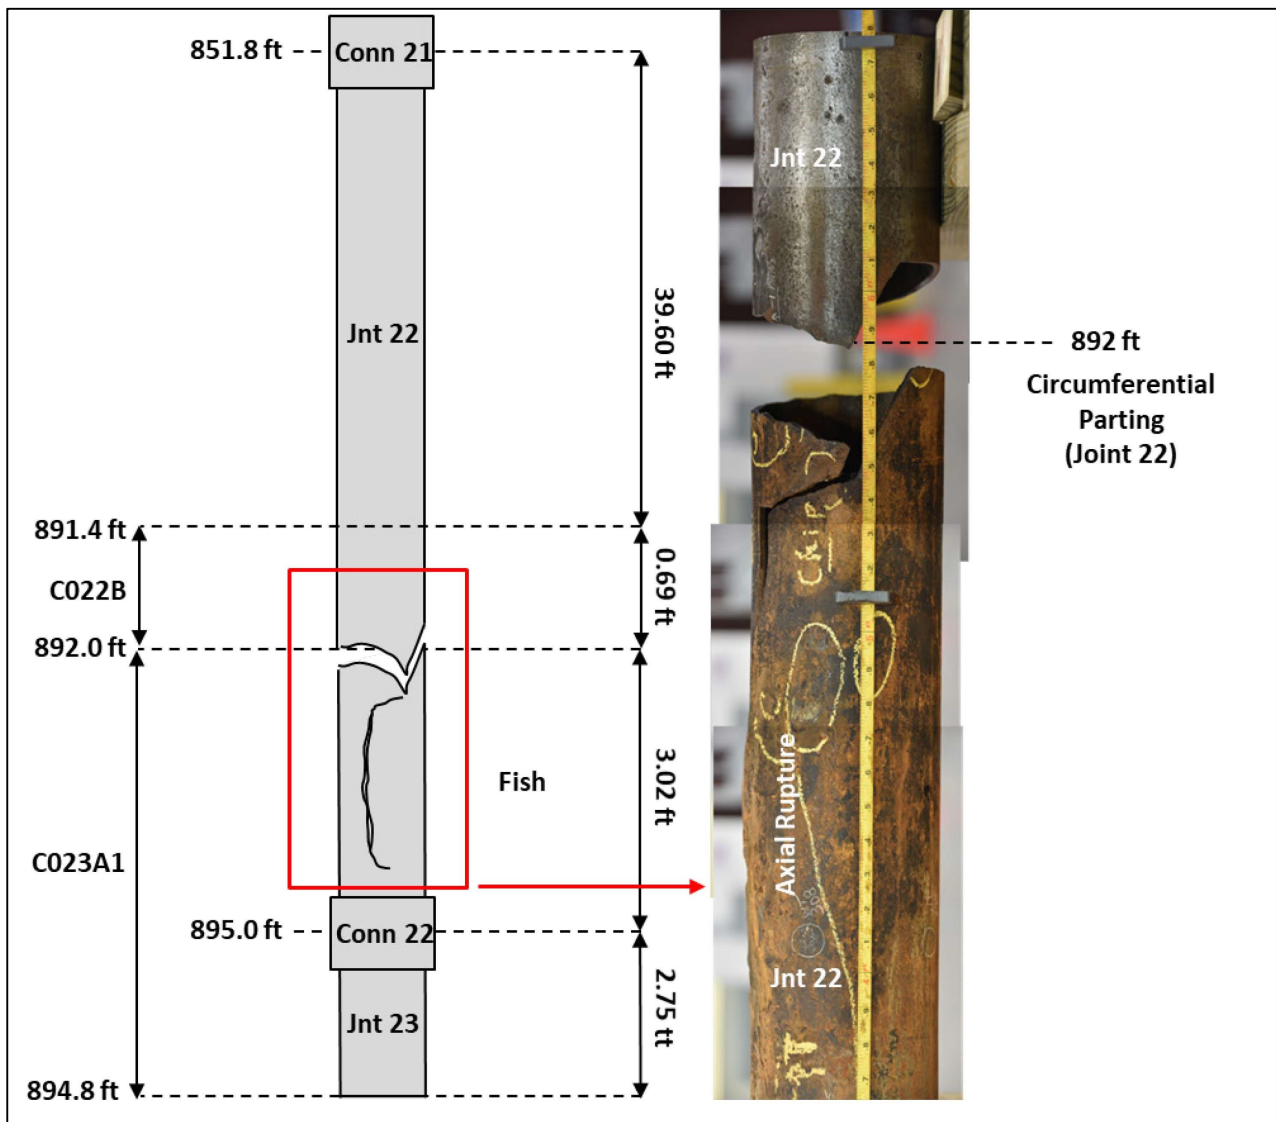 851.8 ft
Conn 21
Jnt 22
39.60 ft
891.4 ft
C022B
0.69 ft
892.0 ft
C023A1
Fish
3.02 ft
895.0 ft
Conn 22
2.75 tt
Jnt 23
894.8 ft
Jnt 22
892 ft
Circumferential
Parting
(Joint 22)
Chip
Axial Rupture
Jnt 22